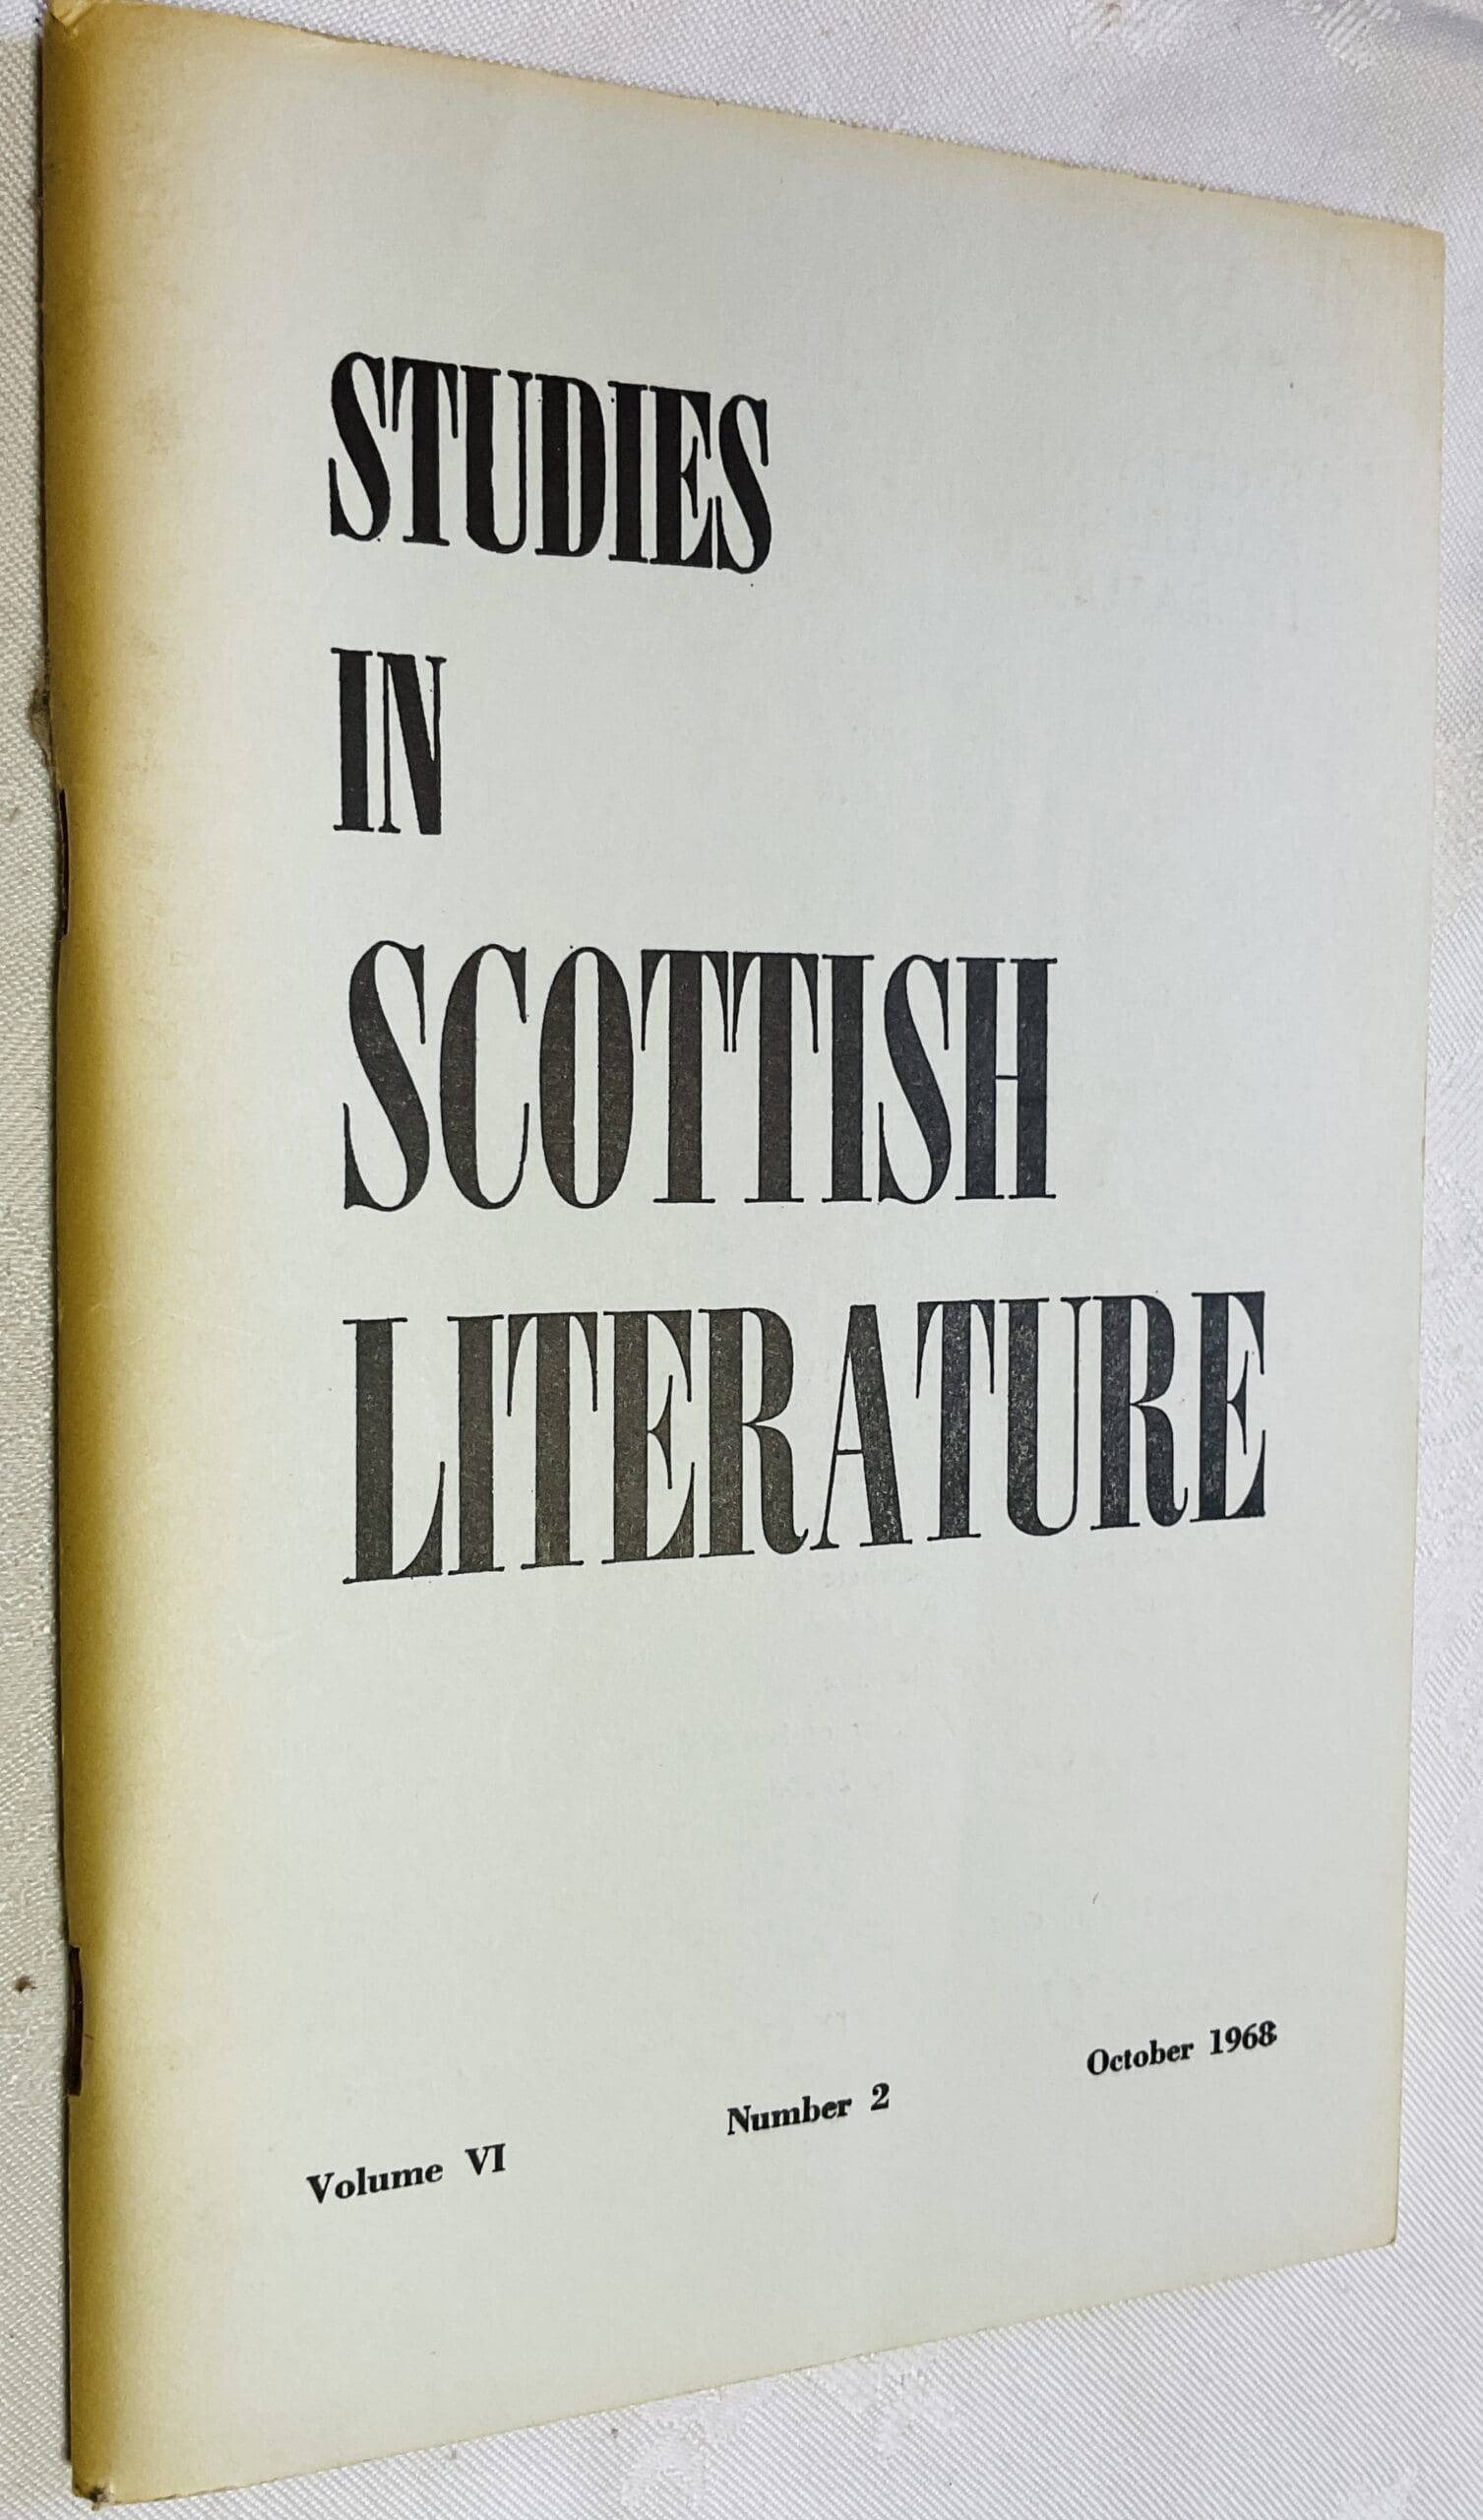 STUDIES
IN
SCOTTISH
LITERATURE
Volume VI Number 2 October 1968